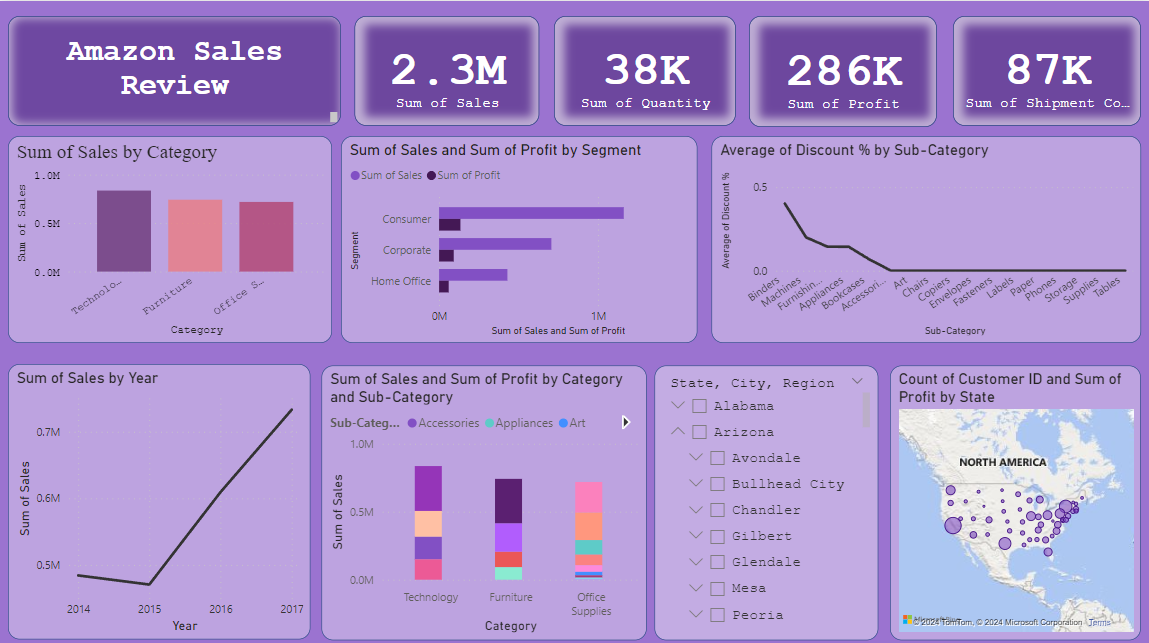 Amazon Sales
Review
2.3M
Sum of Sales
38K
Sum of Quantity
286K
Sum of Profit
87K
Sum of Shipment Co...
Sum of Sales by Category
Sum of Sales
1.0M
0.5M
0.0M
Technolo...
Furniture
Office S...
Category
Sum of Sales and Sum of Profit by Segment
Sum of Sales
Sum of Profit
Segment
Consumer
Corporate
Home Office
0M
1M
Sum of Sales and Sum of Profit
Average of Discount % by Sub-Category
Average of Discount %
0.5
0.0
Binders
Machines
Furnishin...
Appliances
Bookcases
Accessori...
Art
Chairs
Copiers
Envelopes
Fasteners
Labels
Paper
Phones
Storage
Supplies
Tables
Sub-Category
Sum of Sales by Year
Sum of Sales
0.7M
0.6M
0.5M
2014
2015
2016
2017
Year
Sum of Sales and Sum of Profit by Category
and Sub-Category
Sub-Categ...
Accessories
Appliances
Art
Sum of Sales
1.0M
0.5M
0.0M
Technology
Furniture
Office
Supplies
Category
State, City, Region
Alabama
Arizona
Avondale
Bullhead City
Chandler
Gilbert
Glendale
Mesa
Peoria
Count of Customer ID and Sum of
Profit by State
NORTH AMERICA
© 2024 TomTom, © 2024 Microsoft Corporation Terms